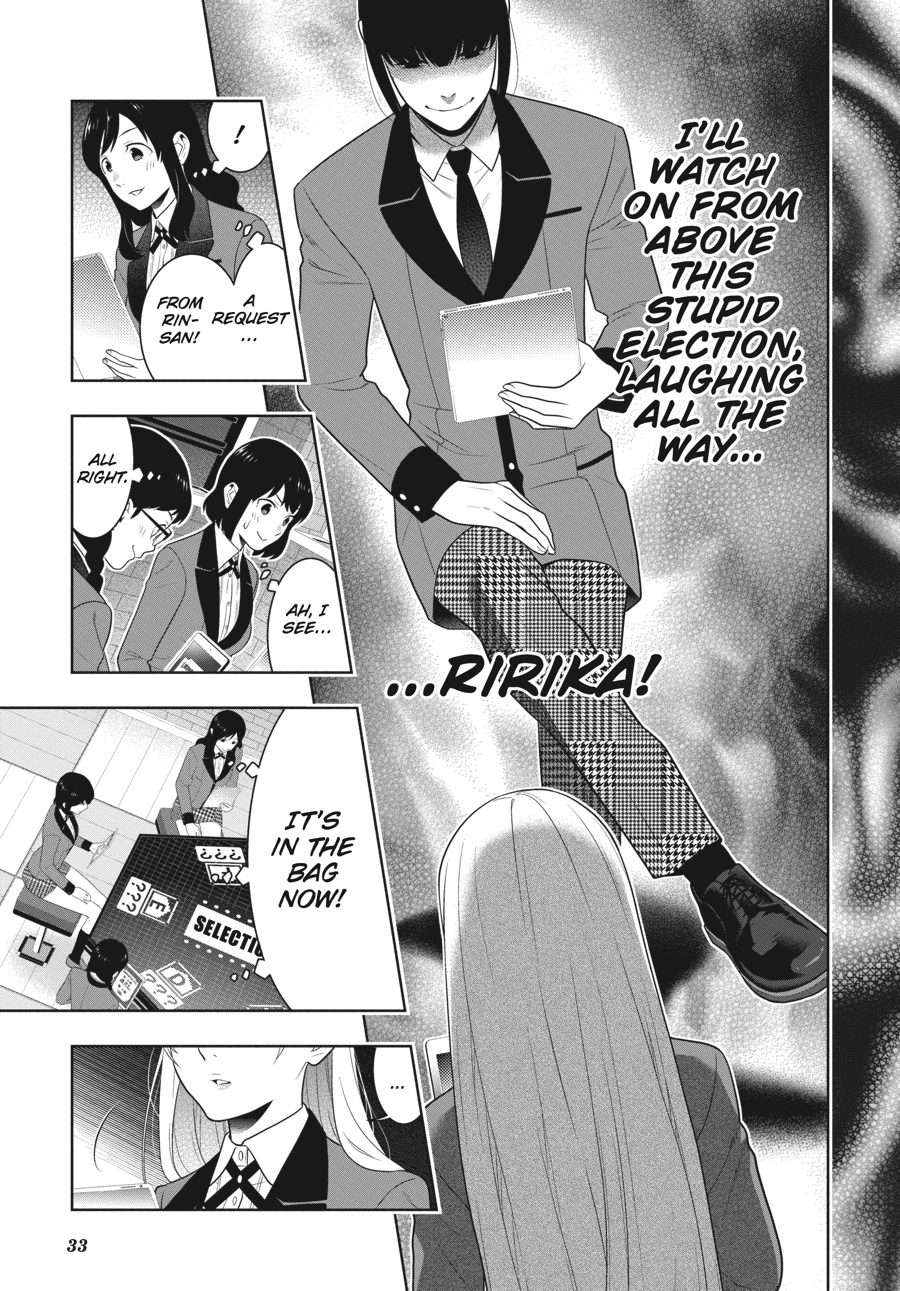 I'LL
WATCH
ON FROM
ABOVE
THIS
STUPID
ELECTION,
LAUGHING
ALL THE
WAY...
...RIRIKA!
!
A
REQUEST
...
FROM
RIN-
SAN!
AH, I
SEE...
ALL
RIGHT.
IT'S
IN THE
BAG
NOW!
???
???
E
SELECTIO
D
???
...
33